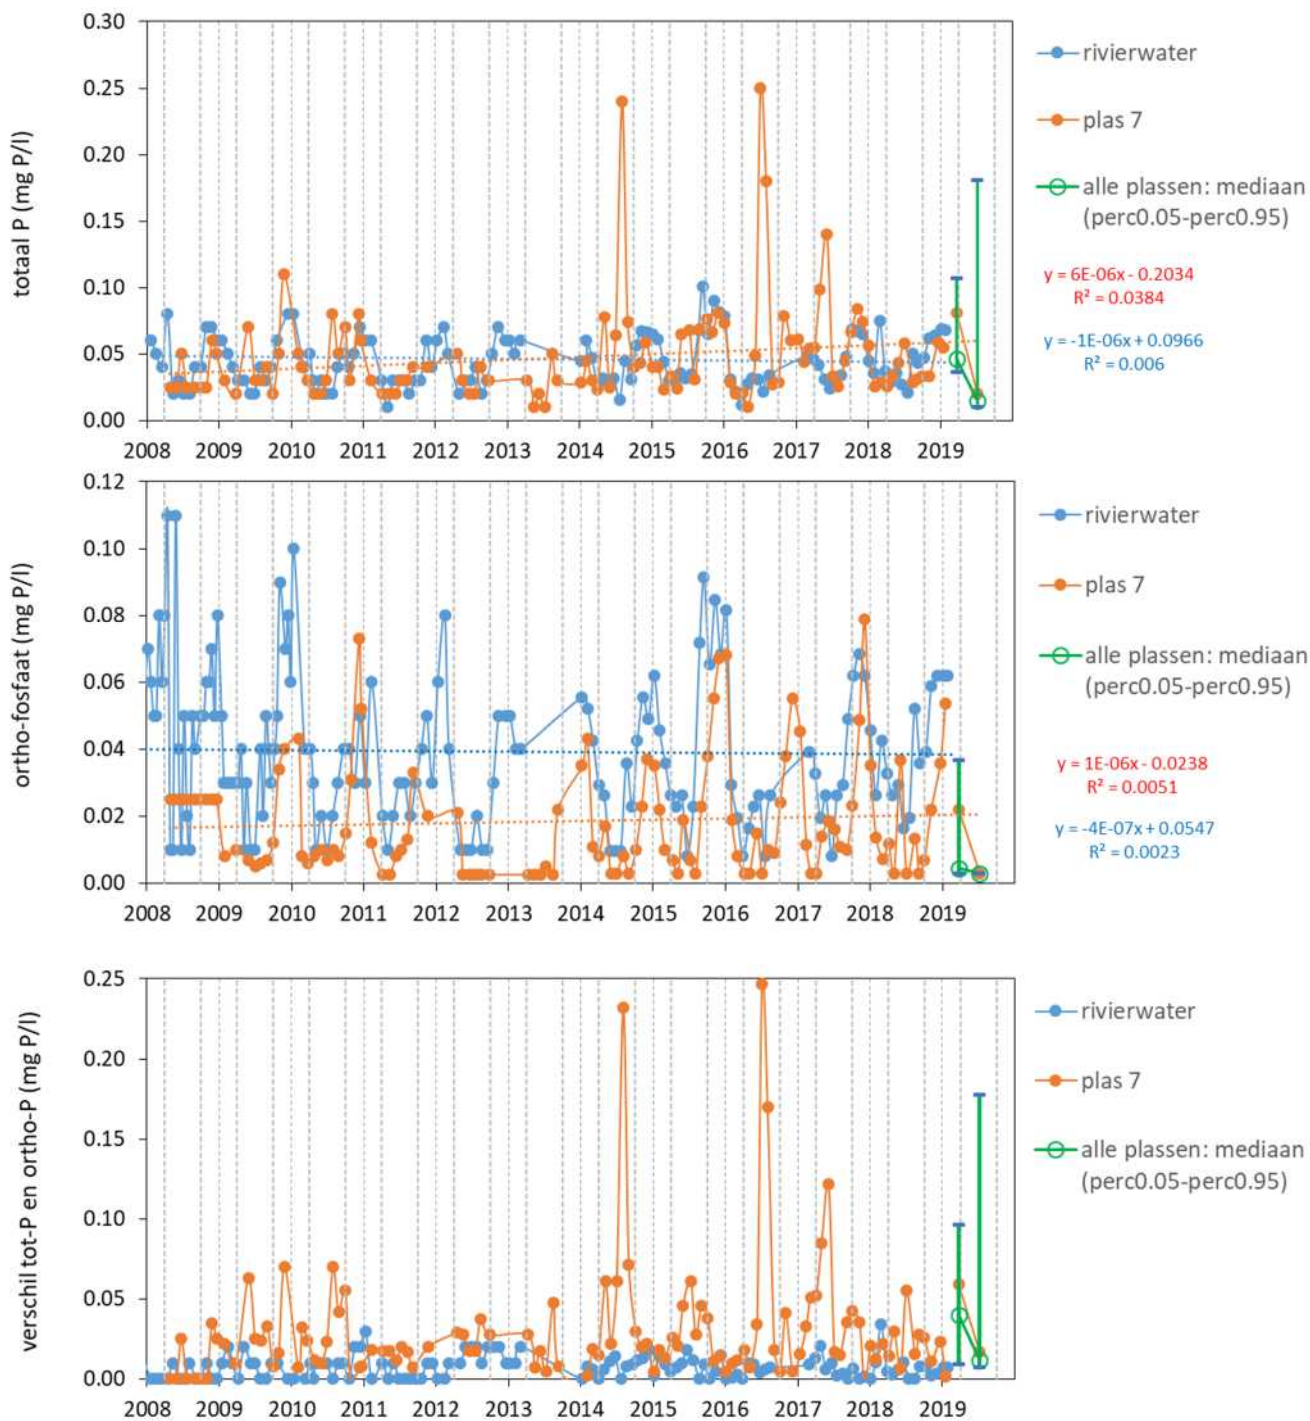 totaal P (mg P/l)
0.30
0.25
0.20
0.15
0.10
0.05
0.00
2008 2009 2010 2011 2012 2013 2014 2015 2016 2017 2018 2019
rivierwater
plas 7
alle plassen: mediaan
(perc0.05-perc0.95)
y = 6E-06x - 0.2034
R² = 0.0384
y = -1E-06x + 0.0966
R² = 0.006
ortho-fosfaat (mg P/l)
0.12
0.10
0.08
0.06
0.04
0.02
0.00
2008 2009 2010 2011 2012 2013 2014 2015 2016 2017 2018 2019
rivierwater
plas 7
alle plassen: mediaan
(perc0.05-perc0.95)
y = 1E-06x - 0.0238
R² = 0.0051
y = -4E-07x + 0.0547
R² = 0.0023
verschil tot-P en ortho-P (mg P/l)
0.25
0.20
0.15
0.10
0.05
0.00
2008 2009 2010 2011 2012 2013 2014 2015 2016 2017 2018 2019
rivierwater
plas 7
alle plassen: mediaan
(perc0.05-perc0.95)